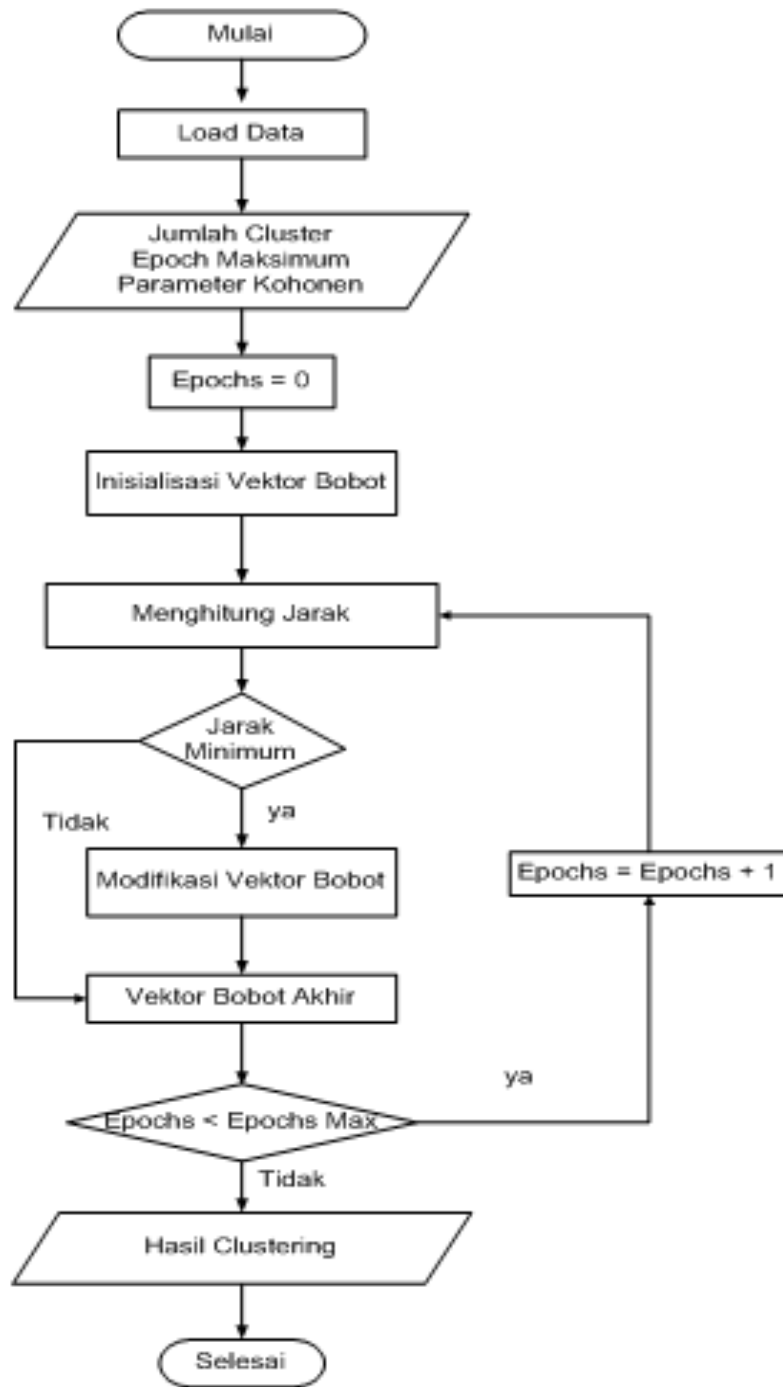 Mulai
Load Data
Jumlah Cluster
Epoch Maksimum
Parameter Kohonen
Epochs = 0
Inisialisasi Vektor Bobot
Menghitung Jarak
Jarak
Minimum
Tidak
ya
Modifikasi Vektor Bobot
Epochs = Epochs + 1
Vektor Bobot Akhir
ya
Epochs < Epochs Max
Tidak
Hasil Clustering
Selesai